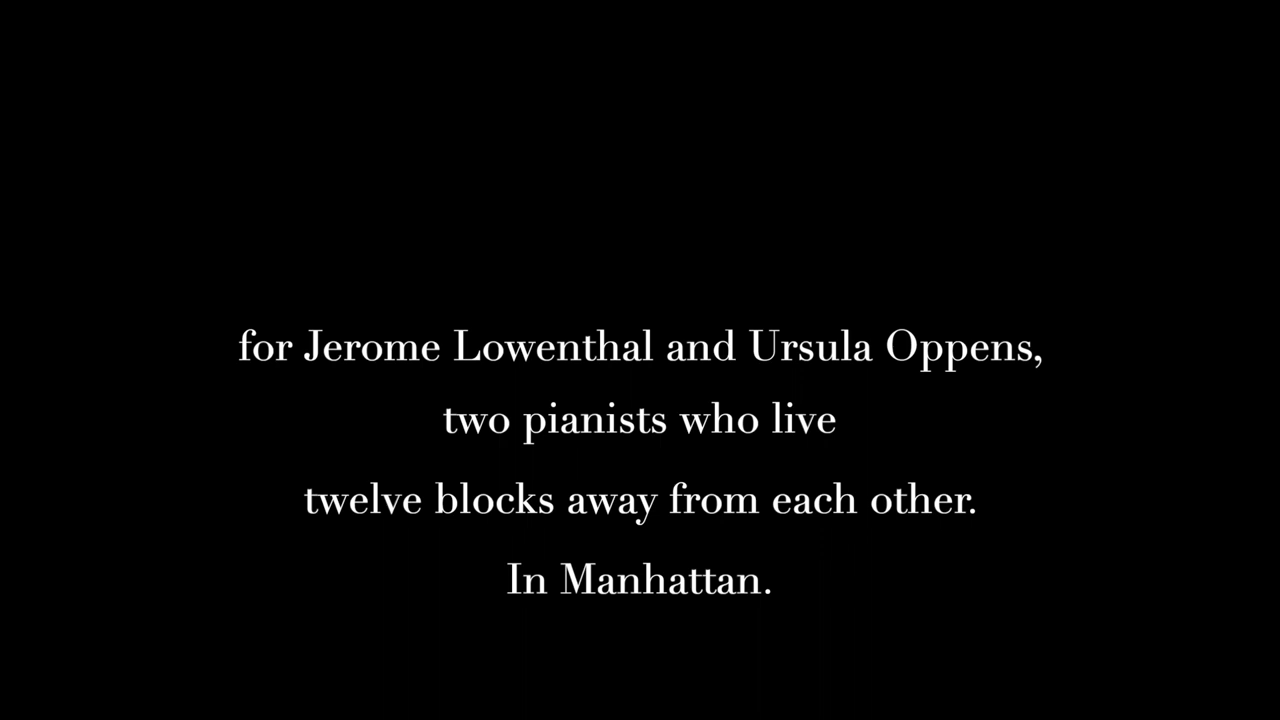 for Jerome Lowenthal and Ursula Oppens,
two pianists who live
twelve blocks away from each other.
In Manhattan.